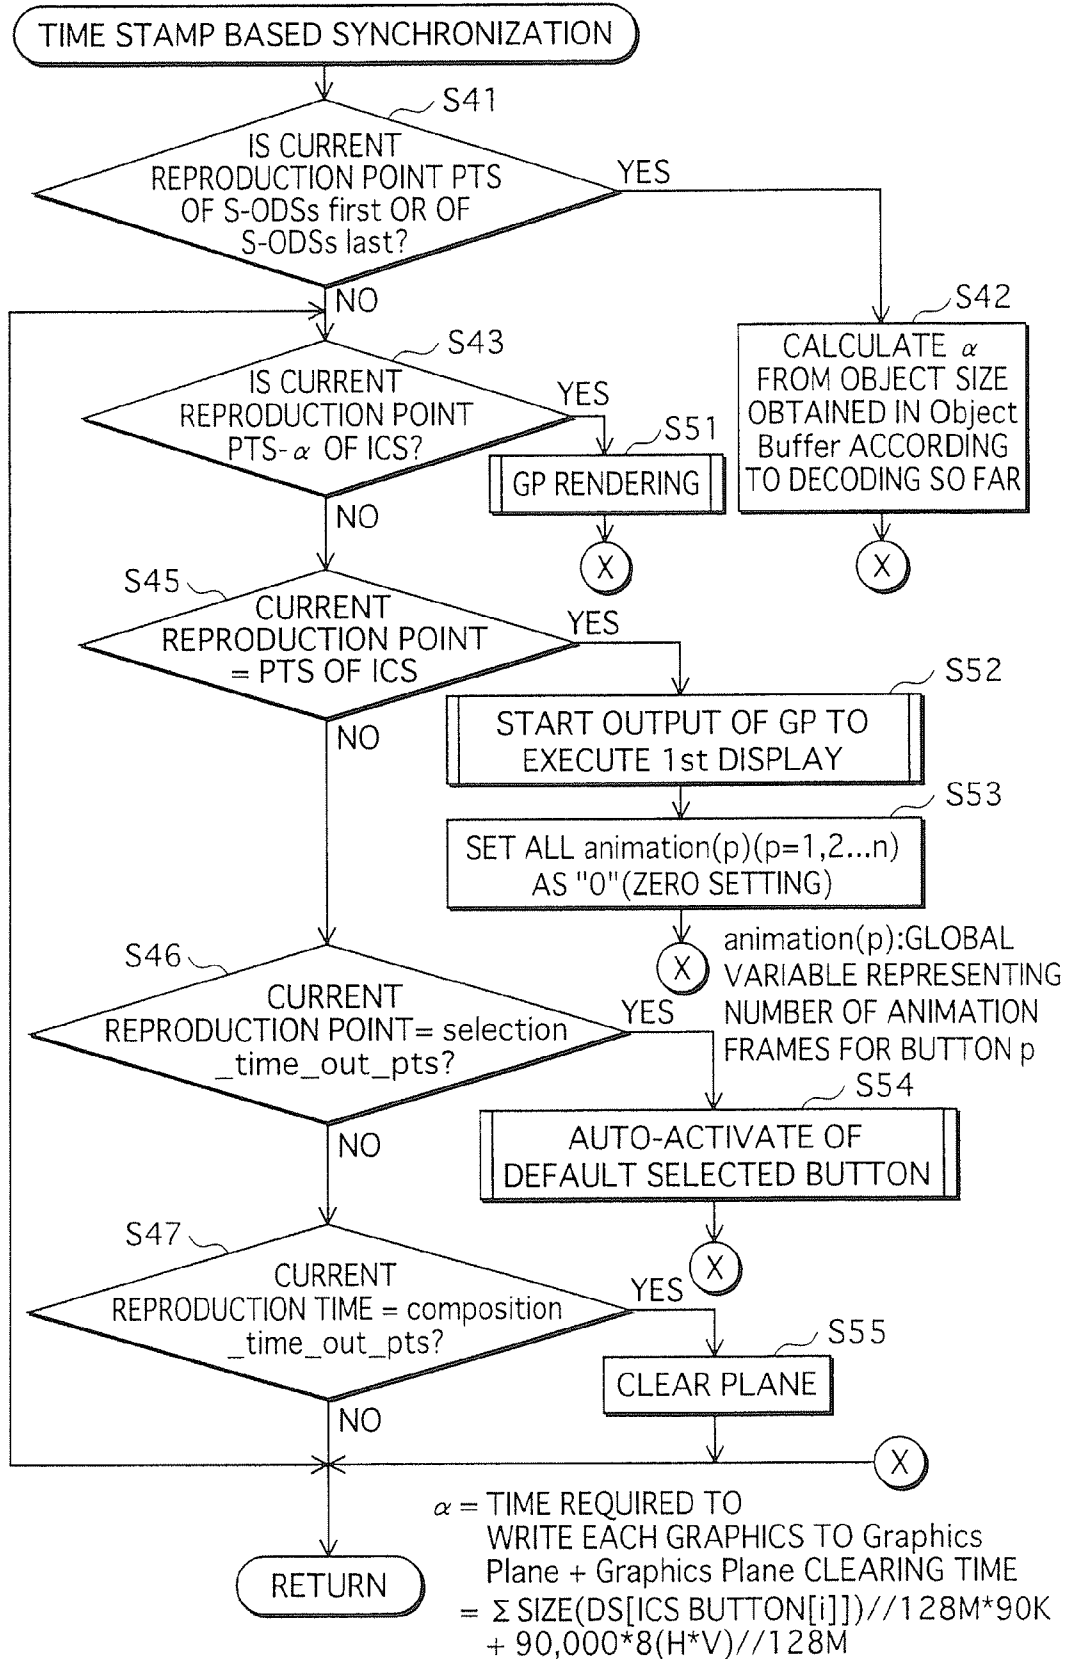 TIME STAMP BASED SYNCHRONIZATION
S41
IS CURRENT
REPRODUCTION POINT PTS
OF S-ODSs first OR OF
S-ODSs last?
YES
NO
S42
CALCULATE α
FROM OBJECT SIZE
OBTAINED IN Object
Buffer ACCORDING
TO DECODING SO FAR
X
S43
IS CURRENT
REPRODUCTION POINT
PTS-α OF ICS?
YES
NO
S51
GP RENDERING
X
S45
CURRENT
REPRODUCTION POINT
= PTS OF ICS
YES
NO
S52
START OUTPUT OF GP TO
EXECUTE 1st DISPLAY
S53
SET ALL animation(p)(p=1,2...n)
AS "0"(ZERO SETTING)
X
animation(p):GLOBAL
VARIABLE REPRESENTING
NUMBER OF ANIMATION
FRAMES FOR BUTTON p
S46
CURRENT
REPRODUCTION POINT= selection
_time_out_pts?
YES
NO
S54
AUTO-ACTIVATE OF
DEFAULT SELECTED BUTTON
X
S47
CURRENT
REPRODUCTION TIME = composition
_time_out_pts?
YES
NO
S55
CLEAR PLANE
X
RETURN
α = TIME REQUIRED TO
WRITE EACH GRAPHICS TO Graphics
Plane + Graphics Plane CLEARING TIME
= Σ SIZE(DS[ICS BUTTON[i]])//128M*90K
+ 90,000*8(H*V)//128M